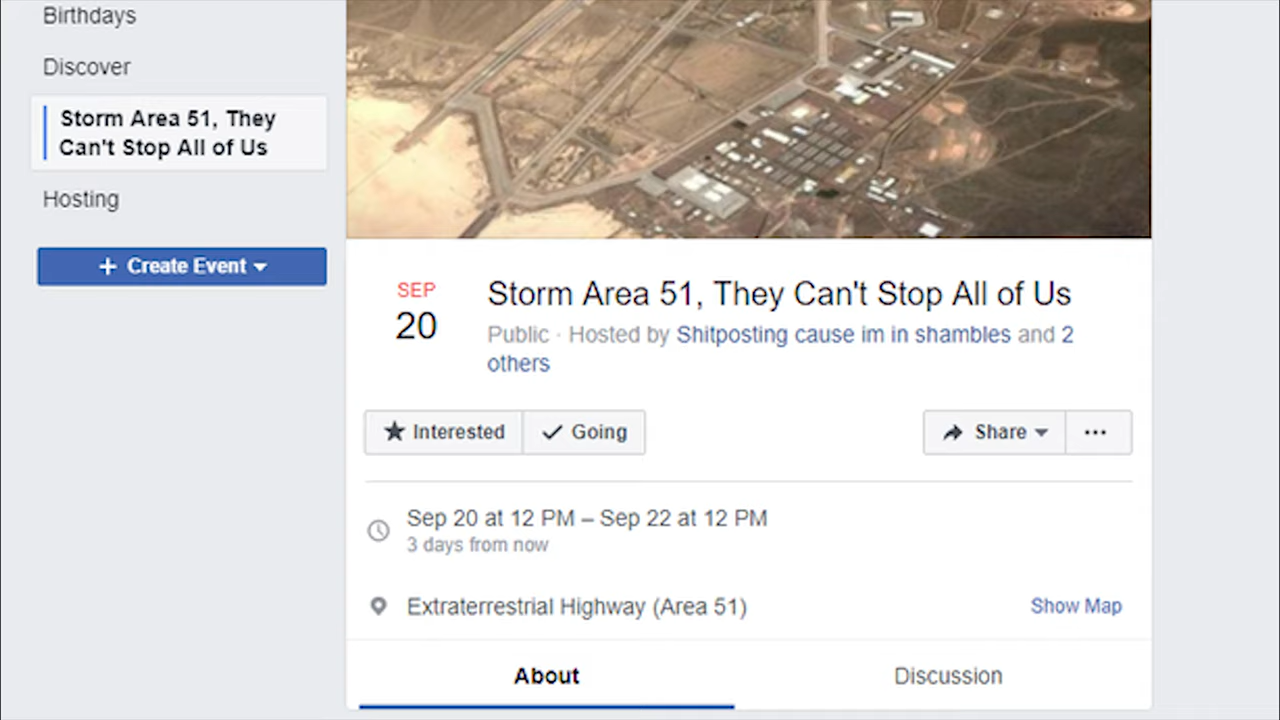 Birthdays
Discover
Storm Area 51, They
Can't Stop All of Us
Hosting
+ Create Event
SEP
20
Storm Area 51, They Can't Stop All of Us
Public · Hosted by Shitposting cause im in shambles and 2
others
Interested
Going
Share
Sep 20 at 12 PM – Sep 22 at 12 PM
3 days from now
Extraterrestrial Highway (Area 51)
Show Map
About
Discussion